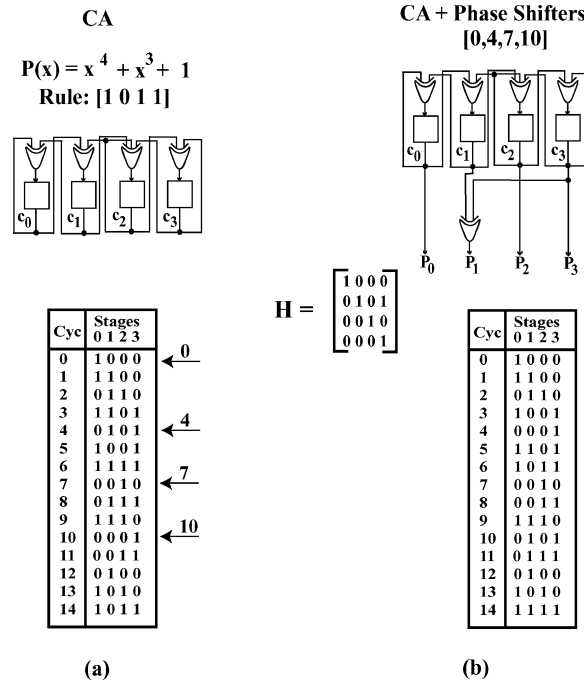 CA
P(x) = x^4 + x^3 + 1
Rule: [1 0 1 1]
c0 c1 c2 c3
Cyc Stages
0 1 2 3
0 1 0 0 0
1 1 1 0 0
2 0 1 1 0
3 1 1 0 1
4 0 1 0 1
5 1 0 0 1
6 1 1 1 1
7 0 0 1 0
8 0 1 1 1
9 1 1 1 0
10 0 0 0 1
11 0 0 1 1
12 0 1 0 0
13 1 0 1 0
14 1 0 1 1
0
4
7
10
(a)
CA + Phase Shifters
[0,4,7,10]
c0 c1 c2 c3
P0 P1 P2 P3
H =
1 0 0 0
0 1 0 1
0 0 1 0
0 0 0 1
Cyc Stages
0 1 2 3
0 1 0 0 0
1 1 1 0 0
2 0 1 1 0
3 1 0 0 1
4 0 0 0 1
5 1 1 0 1
6 1 0 1 1
7 0 0 1 0
8 0 0 1 1
9 1 1 1 0
10 0 1 0 1
11 0 1 1 1
12 0 1 0 0
13 1 0 1 0
14 1 1 1 1
(b)